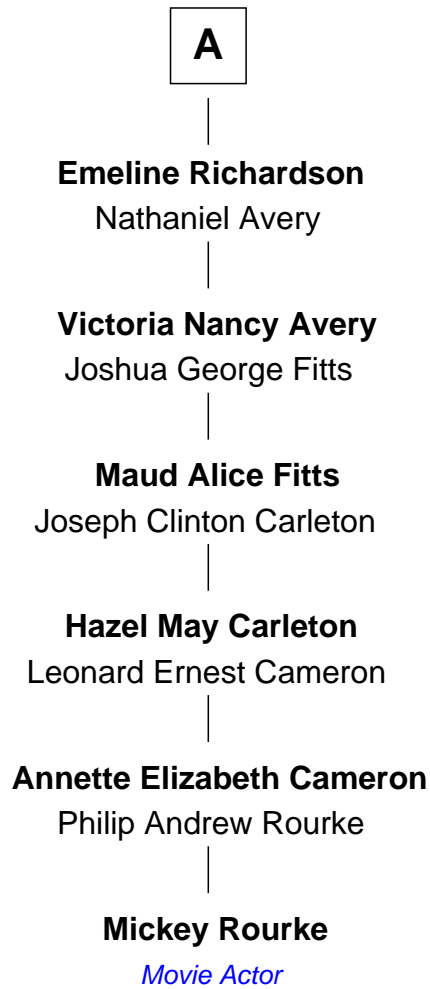 A
Emeline Richardson
Nathaniel Avery
Victoria Nancy Avery
Joshua George Fitts
Maud Alice Fitts
Joseph Clinton Carleton
Hazel May Carleton
Leonard Ernest Cameron
Annette Elizabeth Cameron
Philip Andrew Rourke
Mickey Rourke
Movie Actor